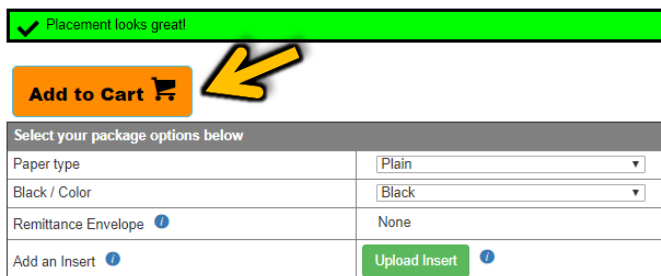 Placement looks great!
Add to Cart
Select your package options below
Paper type Plain
Black / Color Black
Remittance Envelope i None
Add an Insert i Upload Insert i